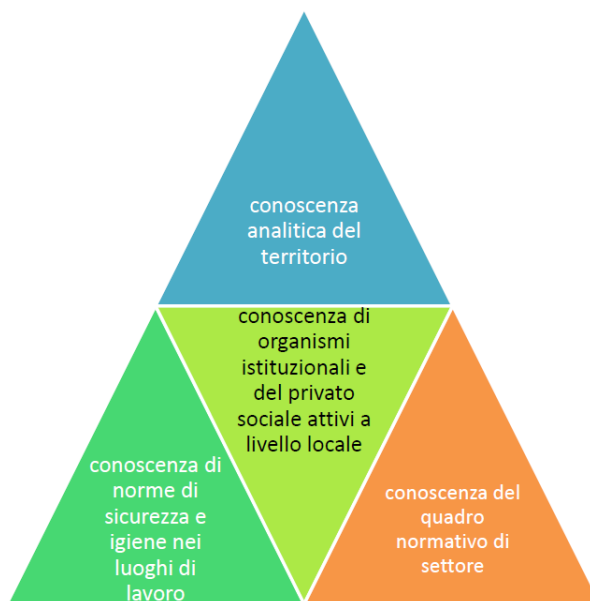 conoscenza
analitica del
territorio
conoscenza di
organismi
istituzionali e
del privato
sociale attivi a
livello locale
conoscenza di
norme di
sicurezza e
igiene nei
luoghi di
lavoro
conoscenza del
quadro
normativo di
settore